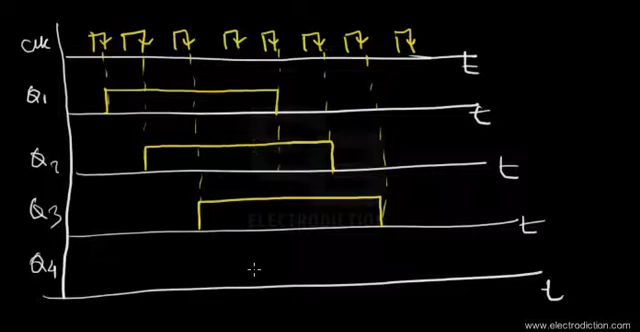 CLK
t
Q1
t
Q2
t
ELECTRODICTION
Q3
t
Q4
t
www.electrodiction.com